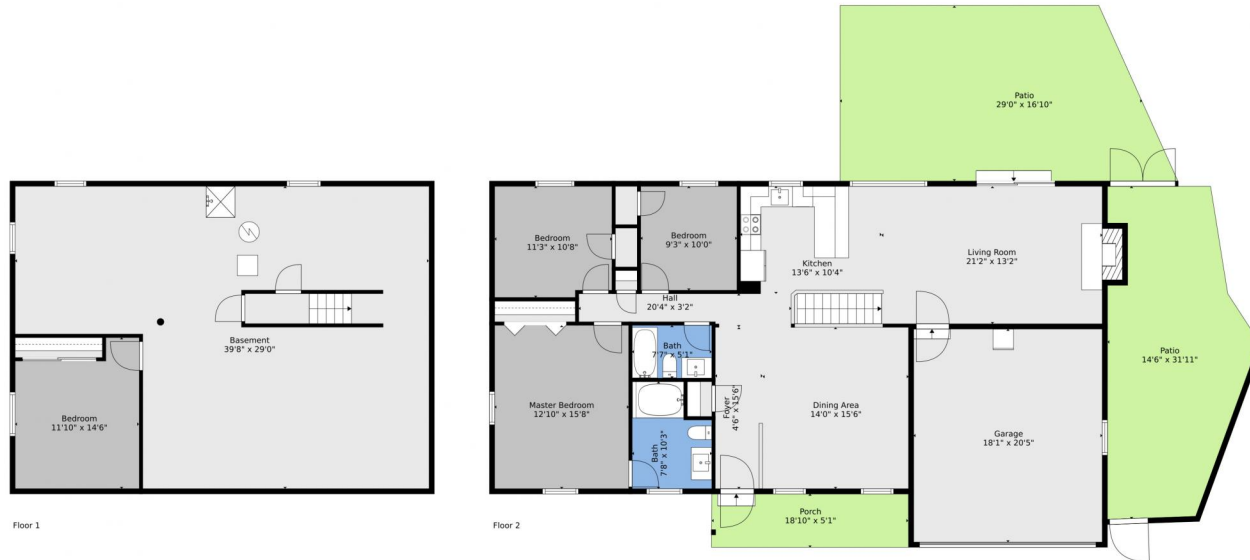 Basement
39'8" x 29'0"
Bedroom
11'10" x 14'6"
Floor 1
Patio
29'0" x 16'10"
Bedroom
11'3" x 10'8"
Bedroom
9'3" x 10'0"
Kitchen
13'6" x 10'4"
Living Room
21'2" x 13'2"
Hall
20'4" x 3'2"
Bath
7'7" x 5'1"
Patio
14'6" x 31'11"
Master Bedroom
12'10" x 15'8"
Foyer
4'6" x 15'6"
Dining Area
14'0" x 15'6"
Garage
18'1" x 20'5"
Bath
7'8" x 10'3"
Porch
18'10" x 5'1"
Floor 2